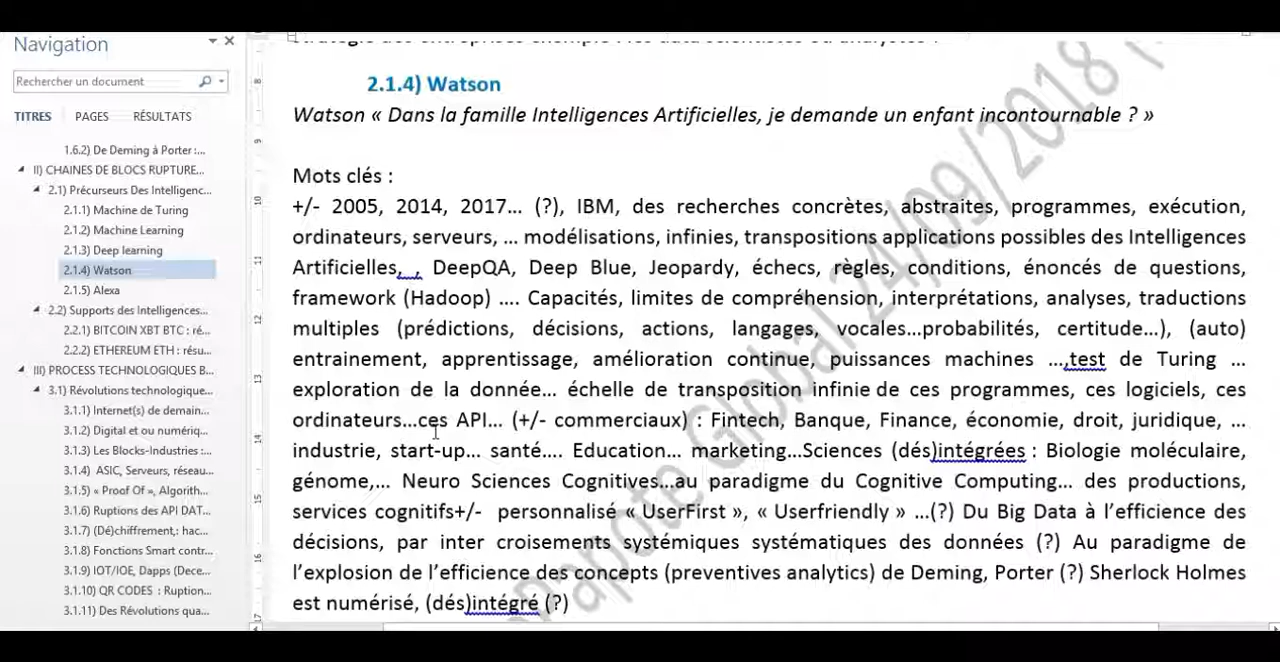 Navigation
Rechercher un document
TITRES PAGES RÉSULTATS
1.6.2) De Deming à Porter :...
II) CHAINES DE BLOCS RUPTURE...
2.1) Précurseurs Des Intelligenc...
2.1.1) Machine de Turing
2.1.2) Machine Learning
2.1.3) Deep learning
2.1.4) Watson
2.1.5) Alexa
2.2) Supports des Intelligences...
2.2.1) BITCOIN XBT BTC : ré...
2.2.2) ETHEREUM ETH : résu...
III) PROCESS TECHNOLOGIQUES B...
3.1) Révolutions technologique...
3.1.1) Internet(s) de demain...
3.1.2) Digital et ou numériq...
3.1.3) Les Blocks-Industries :...
3.1.4) ASIC, Serveurs, réseau...
3.1.5) « Proof Of », Algorith...
3.1.6) Ruptions des API DAT...
3.1.7) (Dé)chiffrement,: hac...
3.1.8) Fonctions Smart contr...
3.1.9) IOT/IOE, Dapps (Dece...
3.1.10) QR CODES : Ruption...
3.1.11) Des Révolutions qua...
8
9
10
11
12
13
14
15
16
17
2.1.4) Watson
Watson « Dans la famille Intelligences Artificielles, je demande un enfant incontournable ? »
Mots clés :
+/- 2005, 2014, 2017... (?), IBM, des recherches concrètes, abstraites, programmes, exécution,
ordinateurs, serveurs, ... modélisations, infinies, transpositions applications possibles des Intelligences
Artificielles, , DeepQA, Deep Blue, Jeopardy, échecs, règles, conditions, énoncés de questions,
framework (Hadoop) .... Capacités, limites de compréhension, interprétations, analyses, traductions
multiples (prédictions, décisions, actions, langages, vocales...probabilités, certitude...), (auto)
entrainement, apprentissage, amélioration continue, puissances machines ...,test de Turing ...
exploration de la donnée... échelle de transposition infinie de ces programmes, ces logiciels, ces
ordinateurs...ces API... (+/- commerciaux) : Fintech, Banque, Finance, économie, droit, juridique, ...
industrie, start-up... santé.... Education... marketing...Sciences (dés)intégrées : Biologie moléculaire,
génome,... Neuro Sciences Cognitives...au paradigme du Cognitive Computing... des productions,
services cognitifs+/- personnalisé « UserFirst », « Userfriendly » ...(?) Du Big Data à l'efficience des
décisions, par inter croisements systémiques systématiques des données (?) Au paradigme de
l'explosion de l'efficience des concepts (preventives analytics) de Deming, Porter (?) Sherlock Holmes
est numérisé, (dés)intégré (?)
Papote Global 24/09/2018